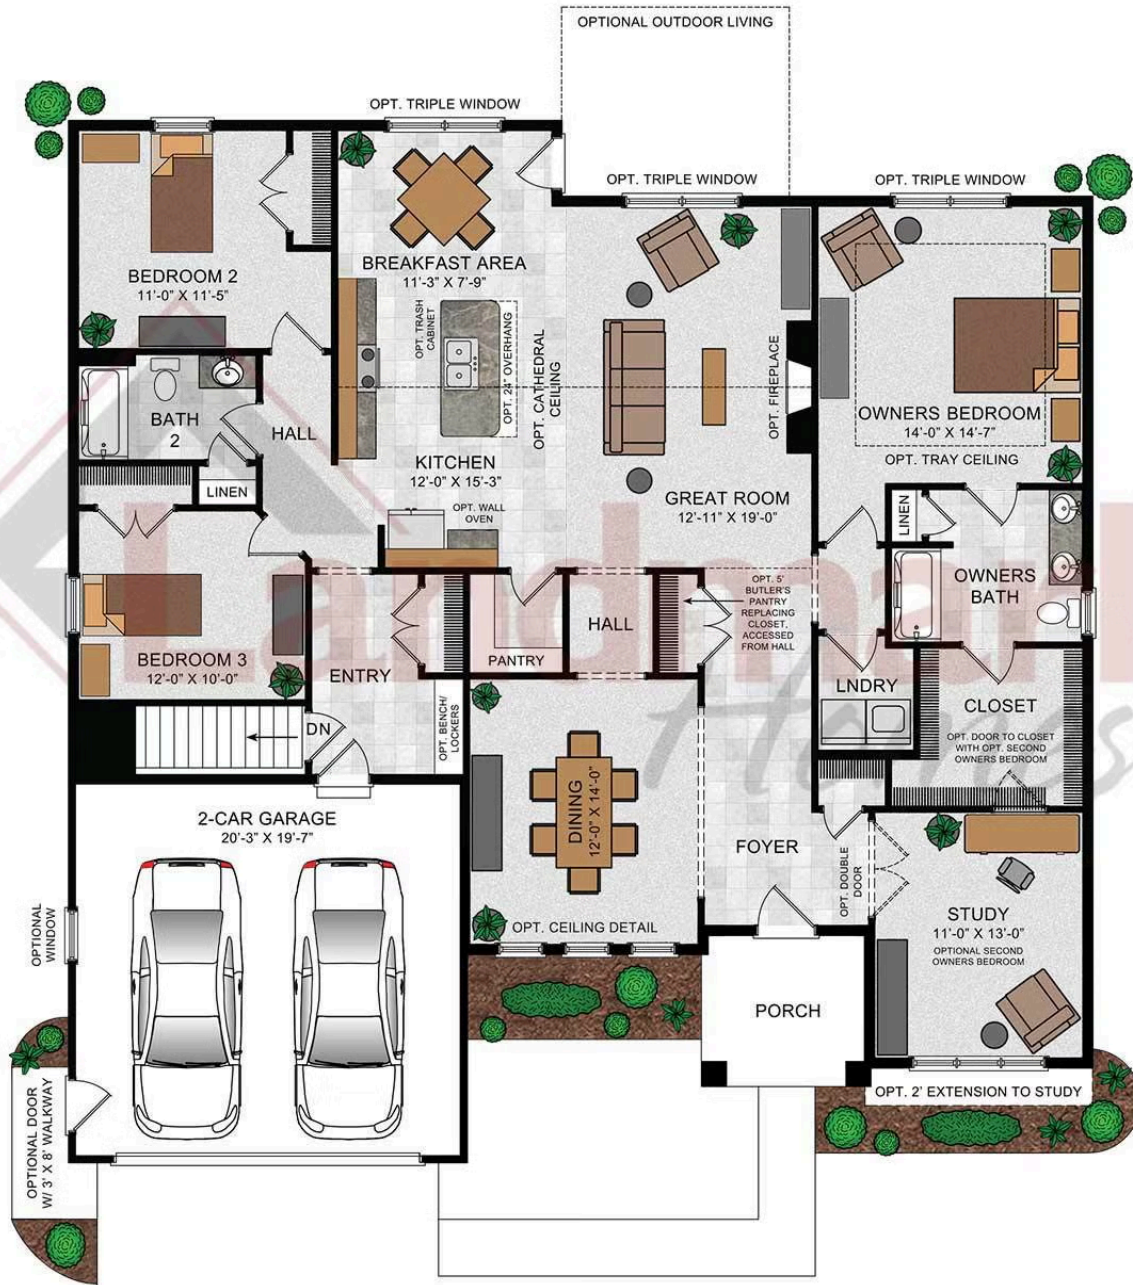 OPTIONAL OUTDOOR LIVING
OPT. TRIPLE WINDOW
OPT. TRIPLE WINDOW
OPT. TRIPLE WINDOW
BEDROOM 2
11'-0" X 11'-5"
BREAKFAST AREA
11'-3" X 7'-9"
OPT. TRASH
CABINET
OPT. 24" OVERHANG
OPT. CATHEDRAL
CEILING
OPT. FIREPLACE
OWNERS BEDROOM
14'-0" X 14'-7"
OPT. TRAY CEILING
BATH
2
HALL
LINEN
KITCHEN
12'-0" X 15'-3"
OPT. WALL
OVEN
GREAT ROOM
12'-11" X 19'-0"
LINEN
OWNERS
BATH
Landmark
Homes
BEDROOM 3
12'-0" X 10'-0"
ENTRY
PANTRY
HALL
OPT. 5'
BUTLER'S
PANTRY
REPLACING
CLOSET,
ACCESSED
FROM HALL
LNDRY
CLOSET
OPT. DOOR TO CLOSET
WITH OPT. SECOND
OWNERS BEDROOM
DN
OPT. BENCH/
LOCKERS
2-CAR GARAGE
20'-3" X 19'-7"
DINING
12'-0" X 14'-0"
OPT. CEILING DETAIL
FOYER
OPT. DOUBLE
DOOR
STUDY
11'-0" X 13'-0"
OPTIONAL SECOND
OWNERS BEDROOM
OPTIONAL
WINDOW
PORCH
OPT. 2' EXTENSION TO STUDY
OPTIONAL DOOR
W/ 3' X 8' WALKWAY